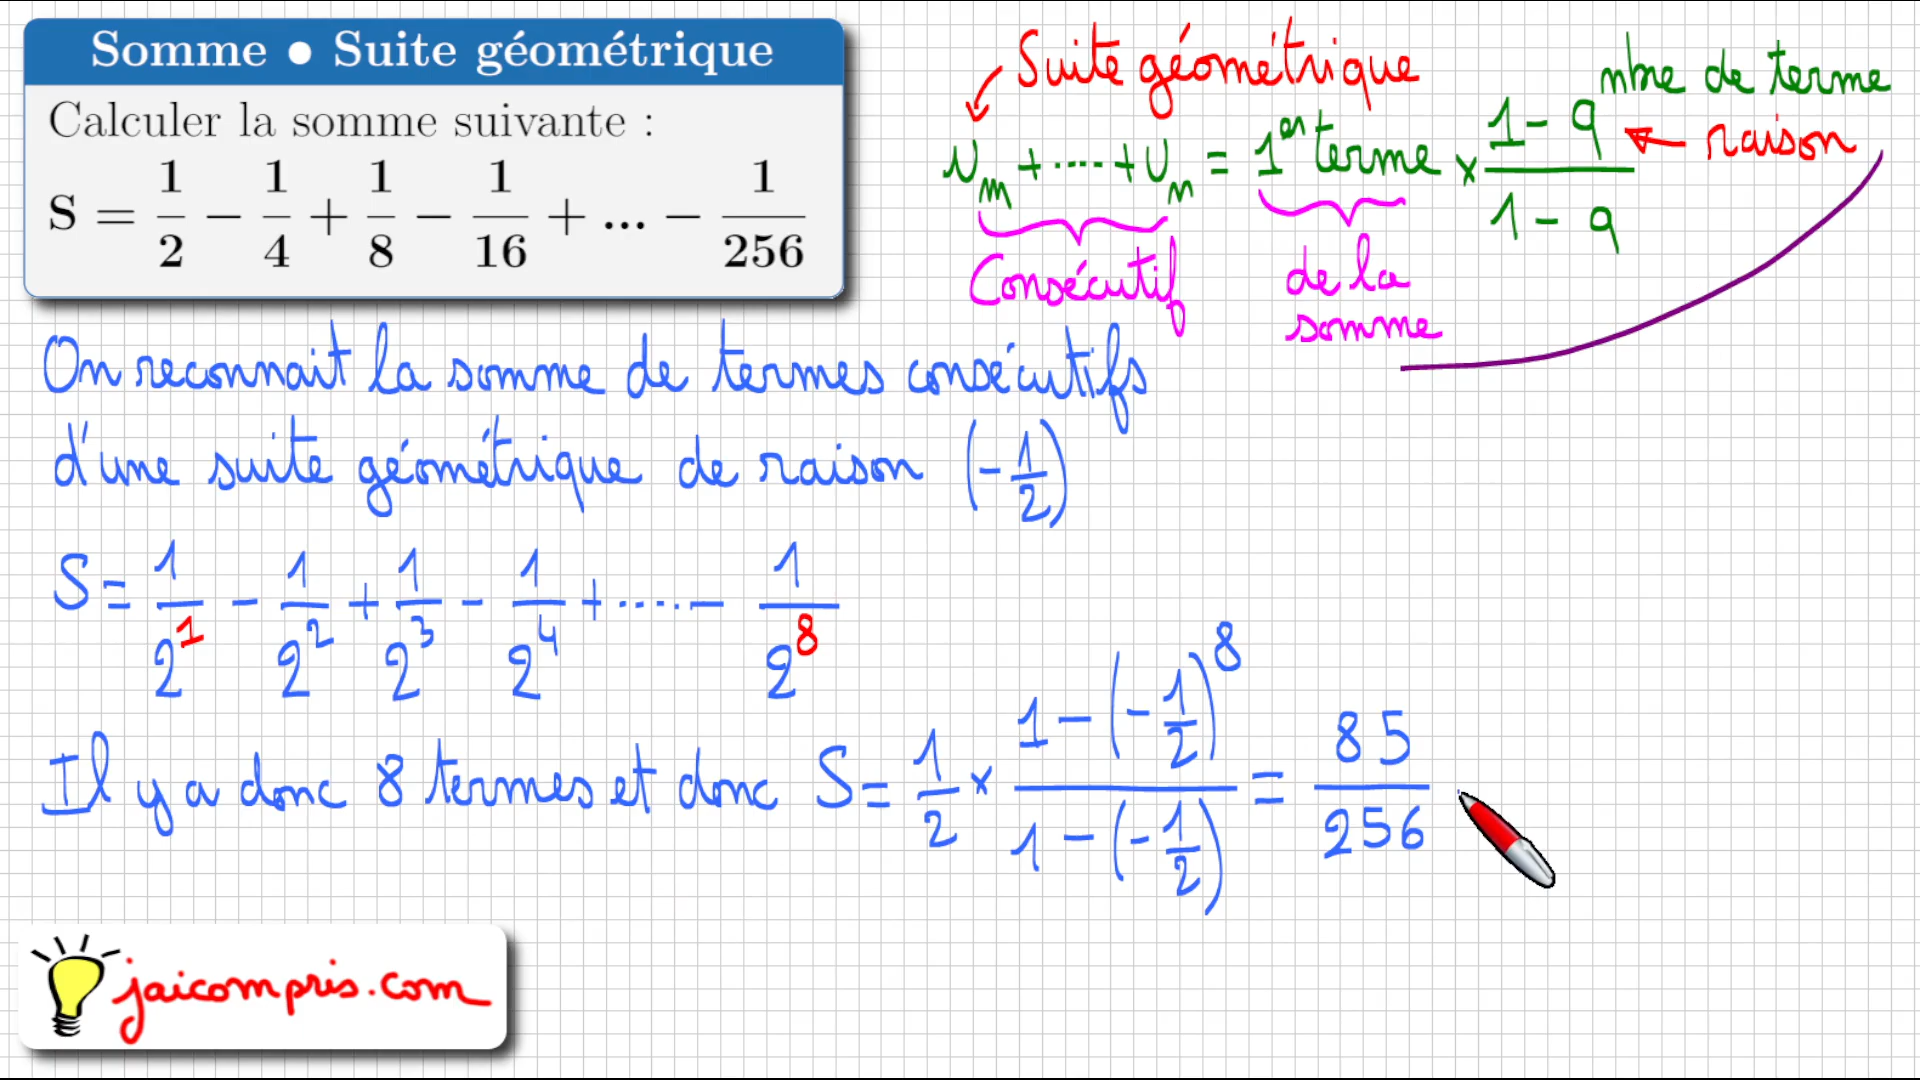 Somme • Suite géométrique
Calculer la somme suivante :
S = 1/2 − 1/4 + 1/8 − 1/16 + ... − 1/256
Suite géométrique
nbre de terme
raison
Um + ····· + Un = 1er terme × (1 − q)/(1 − q)
Consécutif
de la
somme
On reconnait la somme de termes consécutifs
d'une suite géométrique de raison (−1/2)
S = 1/2^1 − 1/2^2 + 1/2^3 − 1/2^4 + ····· − 1/2^8
Il y a donc 8 termes et donc S = 1/2 × (1 − (−1/2)^8)/(1 − (−1/2)) = 85/256
jaicompris.com